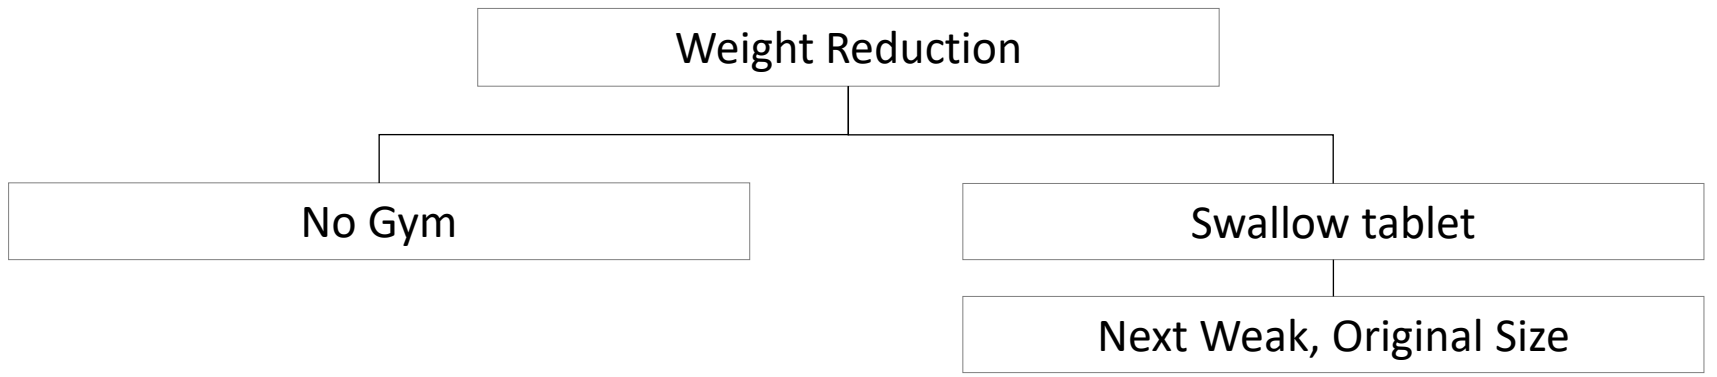 Weight Reduction
No Gym
Swallow tablet
Next Weak, Original Size